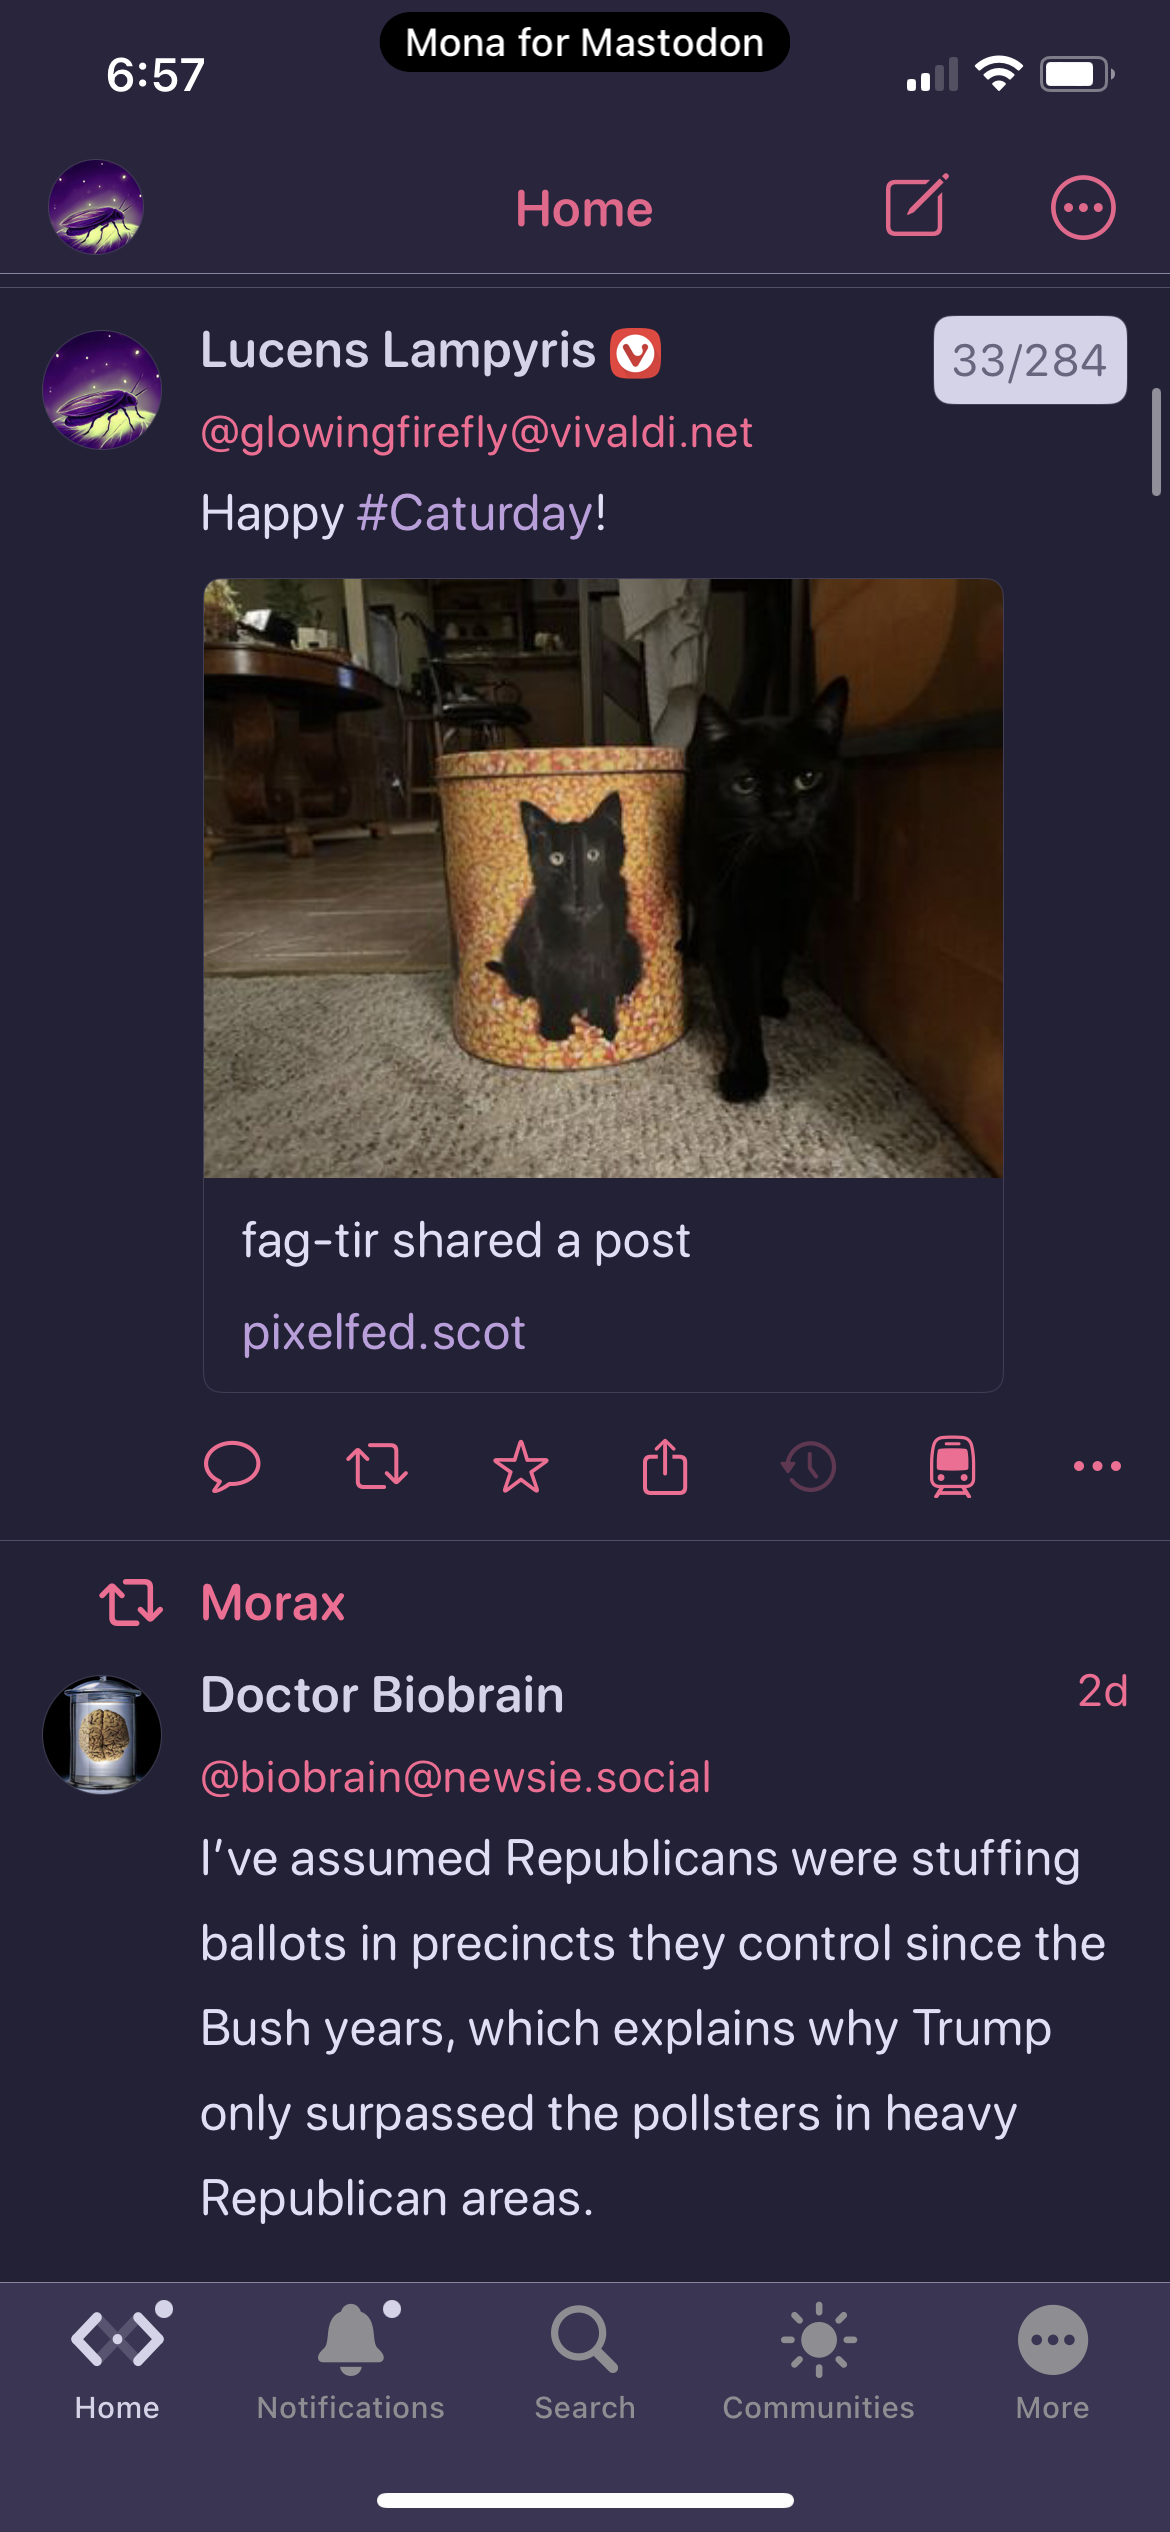 Mona for Mastodon
6:57
Home
Lucens Lampyris
33/284
@glowingfirefly@vivaldi.net
Happy #Caturday!
fag-tir shared a post
pixelfed.scot
Morax
Doctor Biobrain
2d
@biobrain@newsie.social
I’ve assumed Republicans were stuffing
ballots in precincts they control since the
Bush years, which explains why Trump
only surpassed the pollsters in heavy
Republican areas.
Home
Notifications
Search
Communities
More